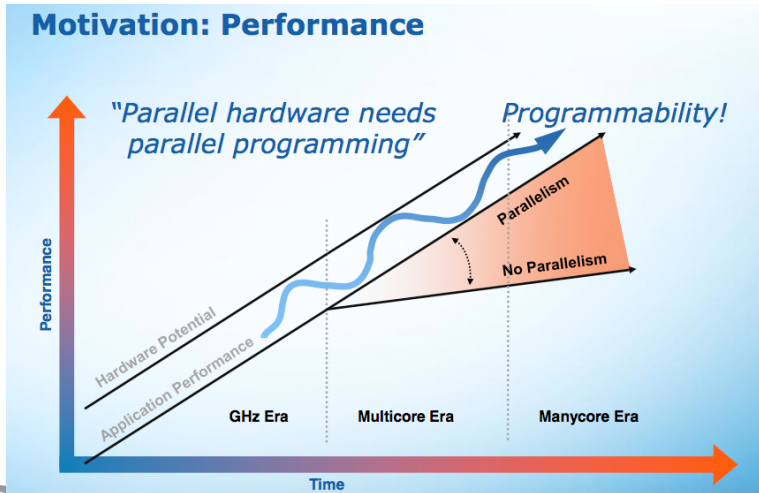 Motivation: Performance
“Parallel hardware needs
parallel programming”
Programmability!
Performance
Hardware Potential
Application Performance
Parallelism
No Parallelism
GHz Era
Multicore Era
Manycore Era
Time